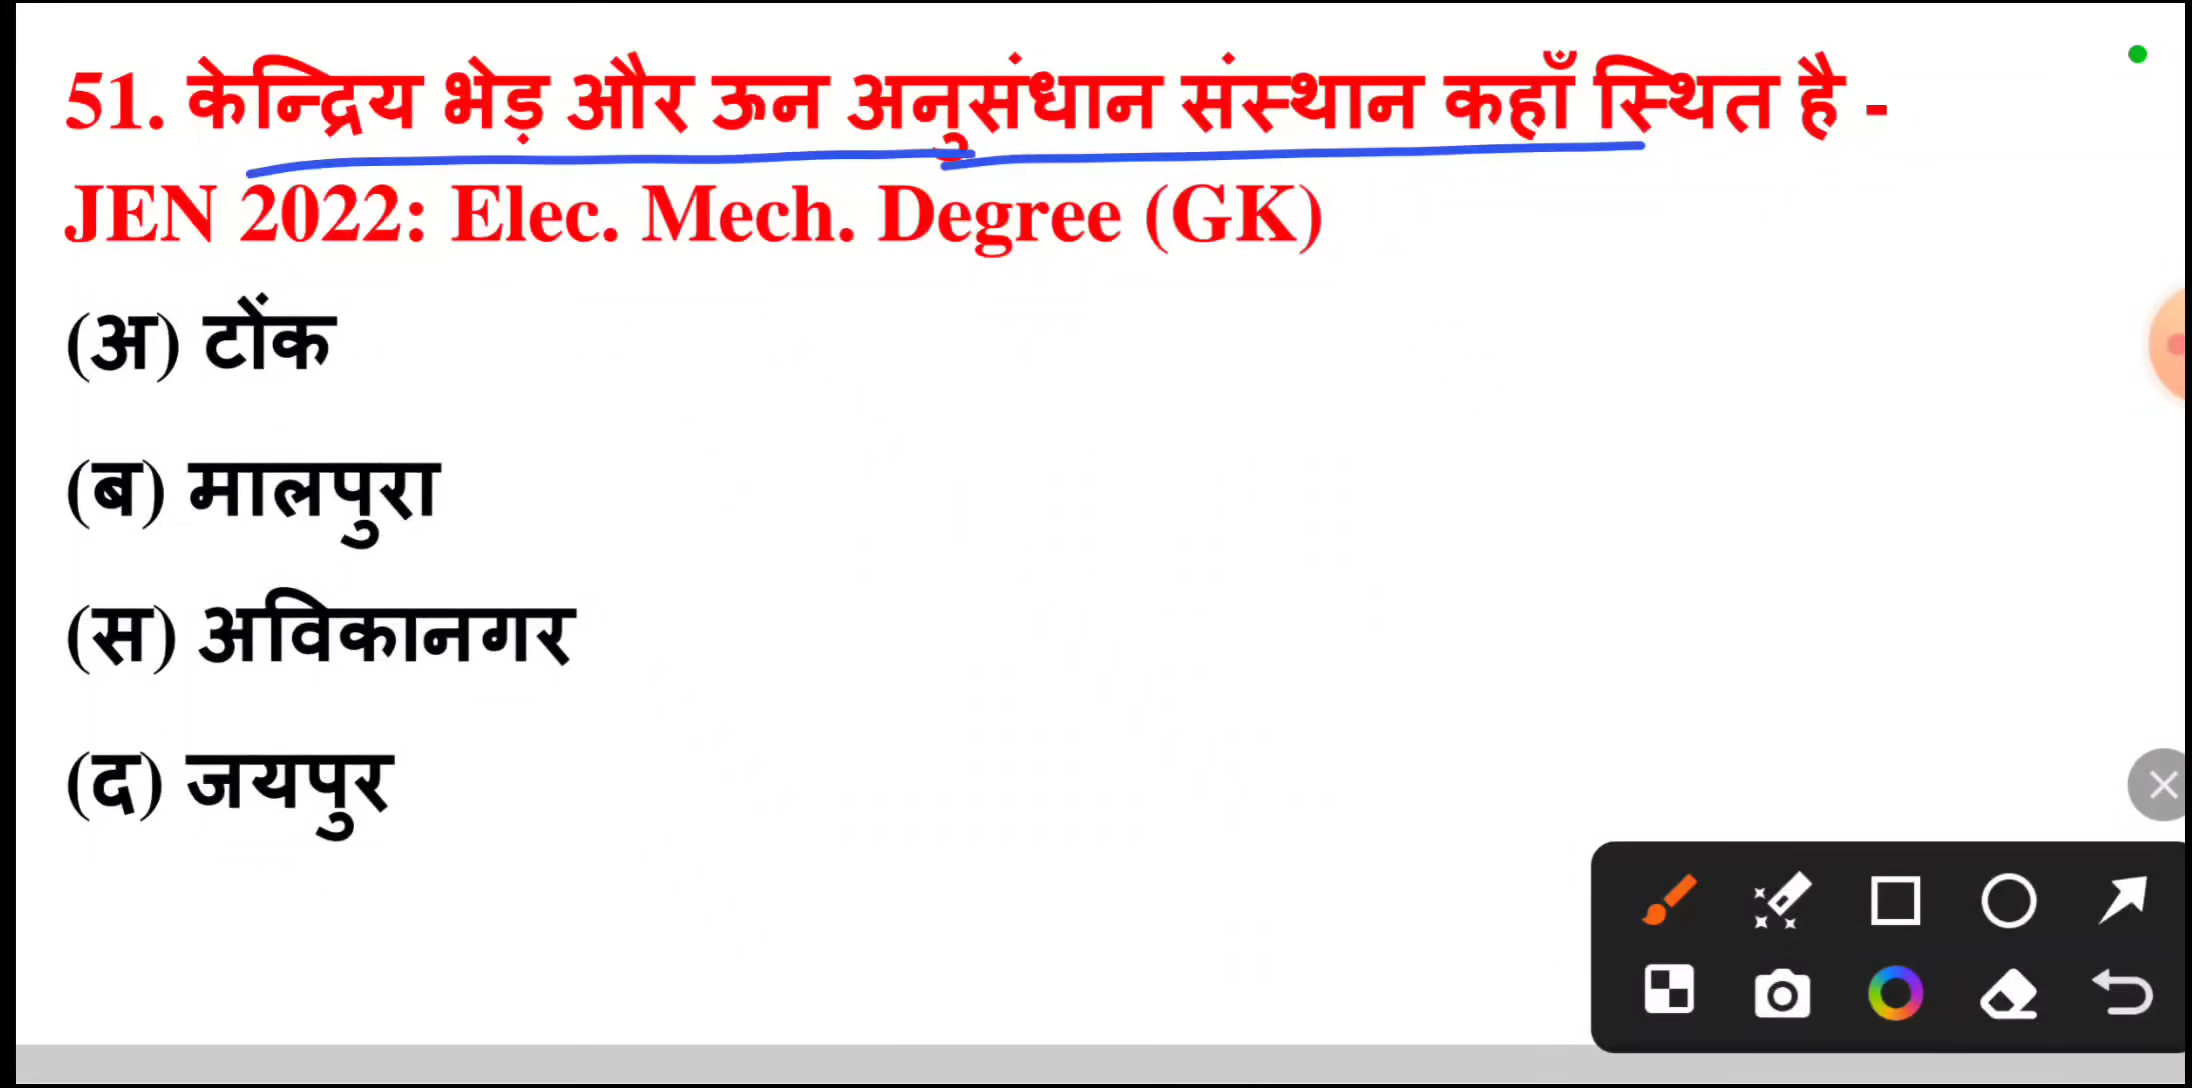 51. केन्द्रिय भेड़ और ऊन अनुसंधान संस्थान कहाँ स्थित है -
JEN 2022: Elec. Mech. Degree (GK)
(अ) टोंक
(ब) मालपुरा
(स) अविकानगर
(द) जयपुर